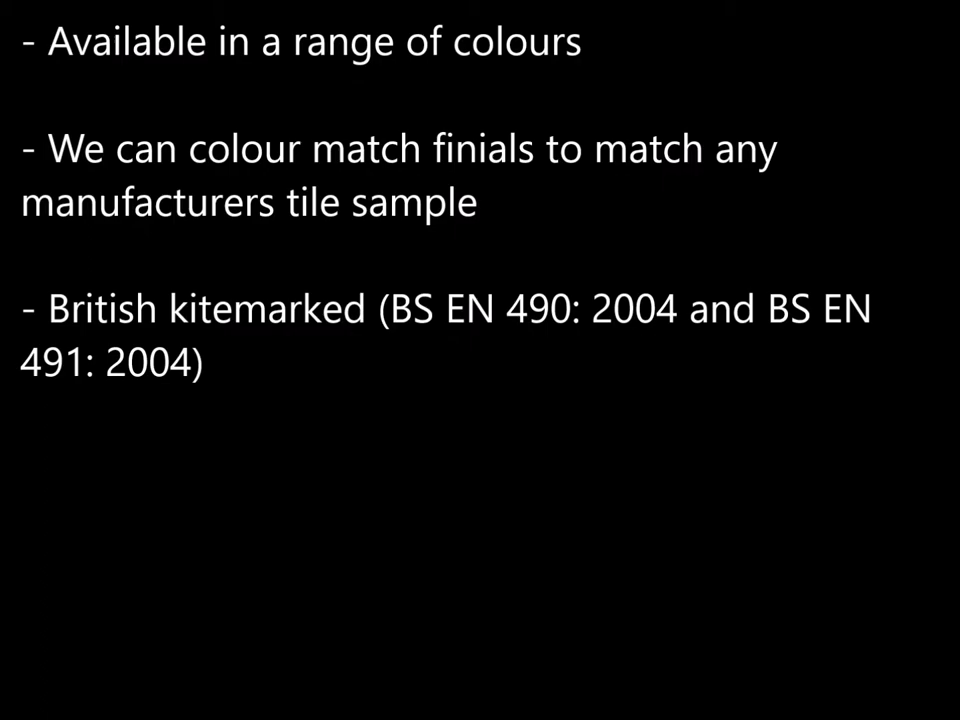 - Available in a range of colours
- We can colour match finials to match any
manufacturers tile sample
- British kitemarked (BS EN 490: 2004 and BS EN
491: 2004)